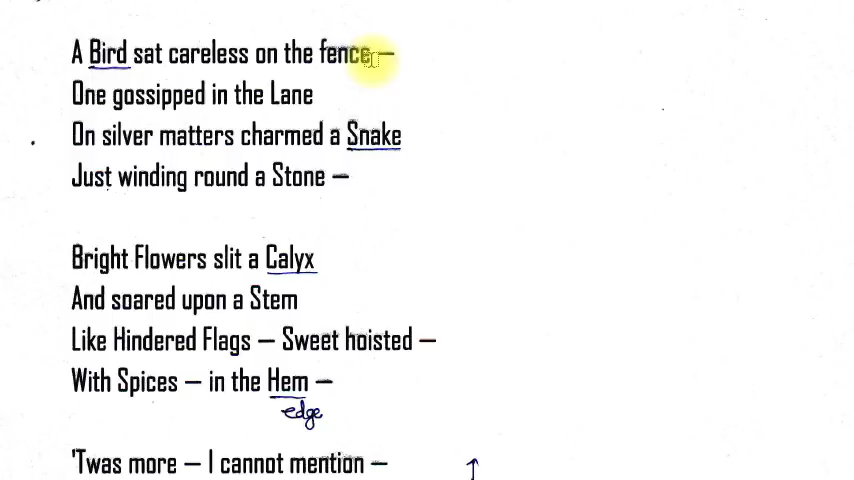 A Bird sat careless on the fence —
One gossipped in the Lane
On silver matters charmed a Snake
Just winding round a Stone —
Bright Flowers slit a Calyx
And soared upon a Stem
Like Hindered Flags — Sweet hoisted —
With Spices — in the Hem —
edge
'Twas more — I cannot mention —